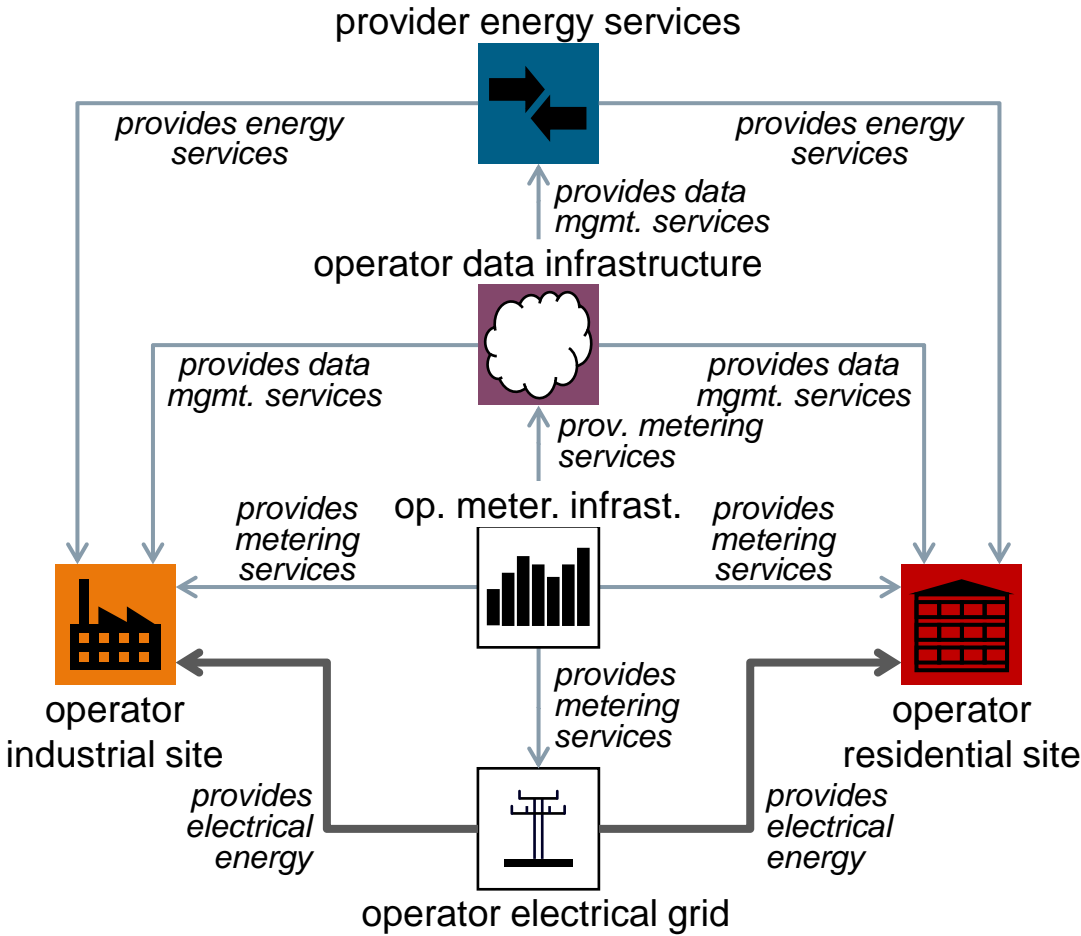 provider energy services
provides energy
services
provides energy
services
provides data
mgmt. services
operator data infrastructure
provides data
mgmt. services
provides data
mgmt. services
prov. metering
services
op. meter. infrast.
provides
metering
services
provides
metering
services
operator
industrial site
provides
metering
services
operator
residential site
provides
electrical
energy
provides
electrical
energy
operator electrical grid